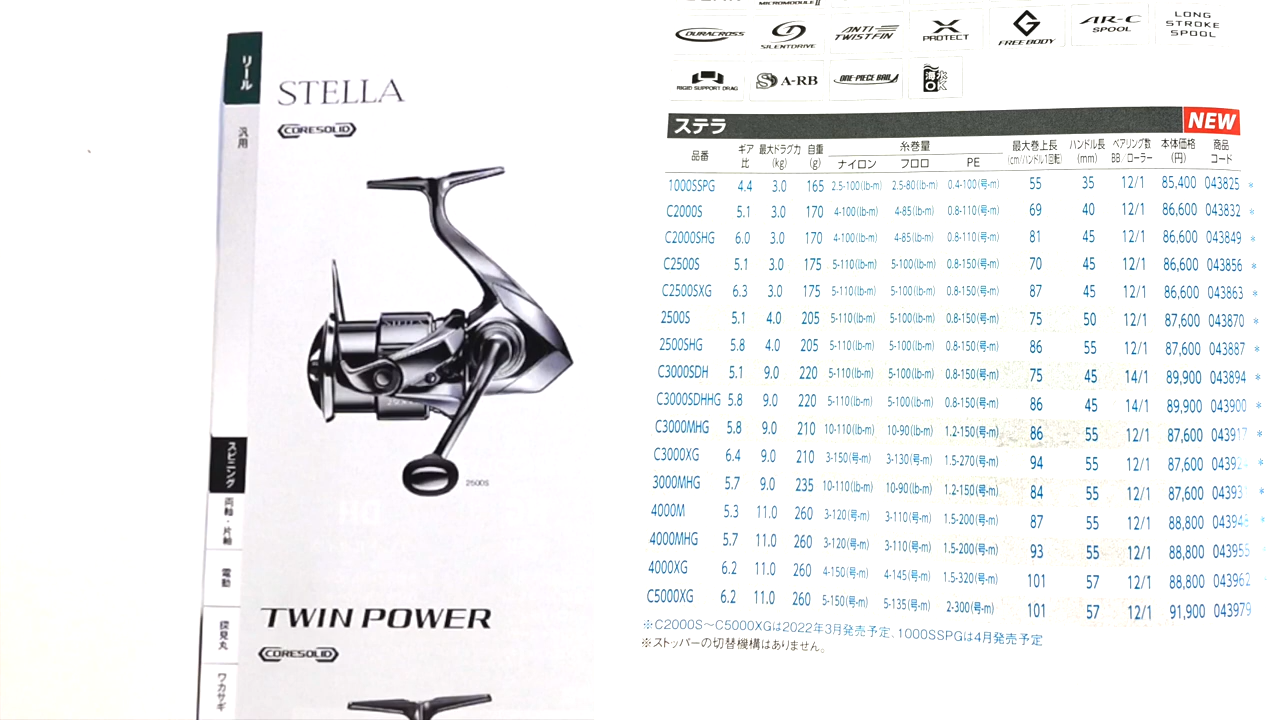 リール
汎用
スピニング
両軸・片軸
電動
探見丸
ワカサギ
STELLA
CORESOLID
2500S
TWIN POWER
CORESOLID
MICROMODULE II
DURACROSS
SILENTDRIVE
ANTI TWISTFIN
X PROTECT
G FREE BODY
AR-C SPOOL
LONG STROKE SPOOL
RIGID SUPPORT DRAG
S A-RB
ONE-PIECE BAIL
海水OK
ステラ NEW
品番 ギア比 最大ドラグ力(kg) 自重(g) 糸巻量 ナイロン フロロ PE 最大巻上長(cm/ハンドル1回転) ハンドル長(mm) ベアリング数BB/ローラー 本体価格(円) 商品コード
1000SSPG 4.4 3.0 165 2.5-100(lb-m) 2.5-80(lb-m) 0.4-100(号-m) 55 35 12/1 85,400 043825 *
C2000S 5.1 3.0 170 4-100(lb-m) 4-85(lb-m) 0.8-110(号-m) 69 40 12/1 86,600 043832 *
C2000SHG 6.0 3.0 170 4-100(lb-m) 4-85(lb-m) 0.8-110(号-m) 81 45 12/1 86,600 043849 *
C2500S 5.1 3.0 175 5-110(lb-m) 5-100(lb-m) 0.8-150(号-m) 70 45 12/1 86,600 043856 *
C2500SXG 6.3 3.0 175 5-110(lb-m) 5-100(lb-m) 0.8-150(号-m) 87 45 12/1 86,600 043863 *
2500S 5.1 4.0 205 5-110(lb-m) 5-100(lb-m) 0.8-150(号-m) 75 50 12/1 87,600 043870 *
2500SHG 5.8 4.0 205 5-110(lb-m) 5-100(lb-m) 0.8-150(号-m) 86 55 12/1 87,600 043887 *
C3000SDH 5.1 9.0 220 5-110(lb-m) 5-100(lb-m) 0.8-150(号-m) 75 45 14/1 89,900 043894 *
C3000SDHHG 5.8 9.0 220 5-110(lb-m) 5-100(lb-m) 0.8-150(号-m) 86 45 14/1 89,900 043900 *
C3000MHG 5.8 9.0 210 10-110(lb-m) 10-90(lb-m) 1.2-150(号-m) 86 55 12/1 87,600 043917 *
C3000XG 6.4 9.0 210 3-150(号-m) 3-130(号-m) 1.5-270(号-m) 94 55 12/1 87,600 04392 *
3000MHG 5.7 9.0 235 10-110(lb-m) 10-90(lb-m) 1.2-150(号-m) 84 55 12/1 87,600 04393 *
4000M 5.3 11.0 260 3-120(号-m) 3-110(号-m) 1.5-200(号-m) 87 55 12/1 88,800 04394 *
4000MHG 5.7 11.0 260 3-120(号-m) 3-110(号-m) 1.5-200(号-m) 93 55 12/1 88,800 043955
4000XG 6.2 11.0 260 4-150(号-m) 4-145(号-m) 1.5-320(号-m) 101 57 12/1 88,800 043962
C5000XG 6.2 11.0 260 5-150(号-m) 5-135(号-m) 2-300(号-m) 101 57 12/1 91,900 043979
※C2000S～C5000XGは2022年3月発売予定、1000SSPGは4月発売予定
※ストッパーの切替機構はありません。